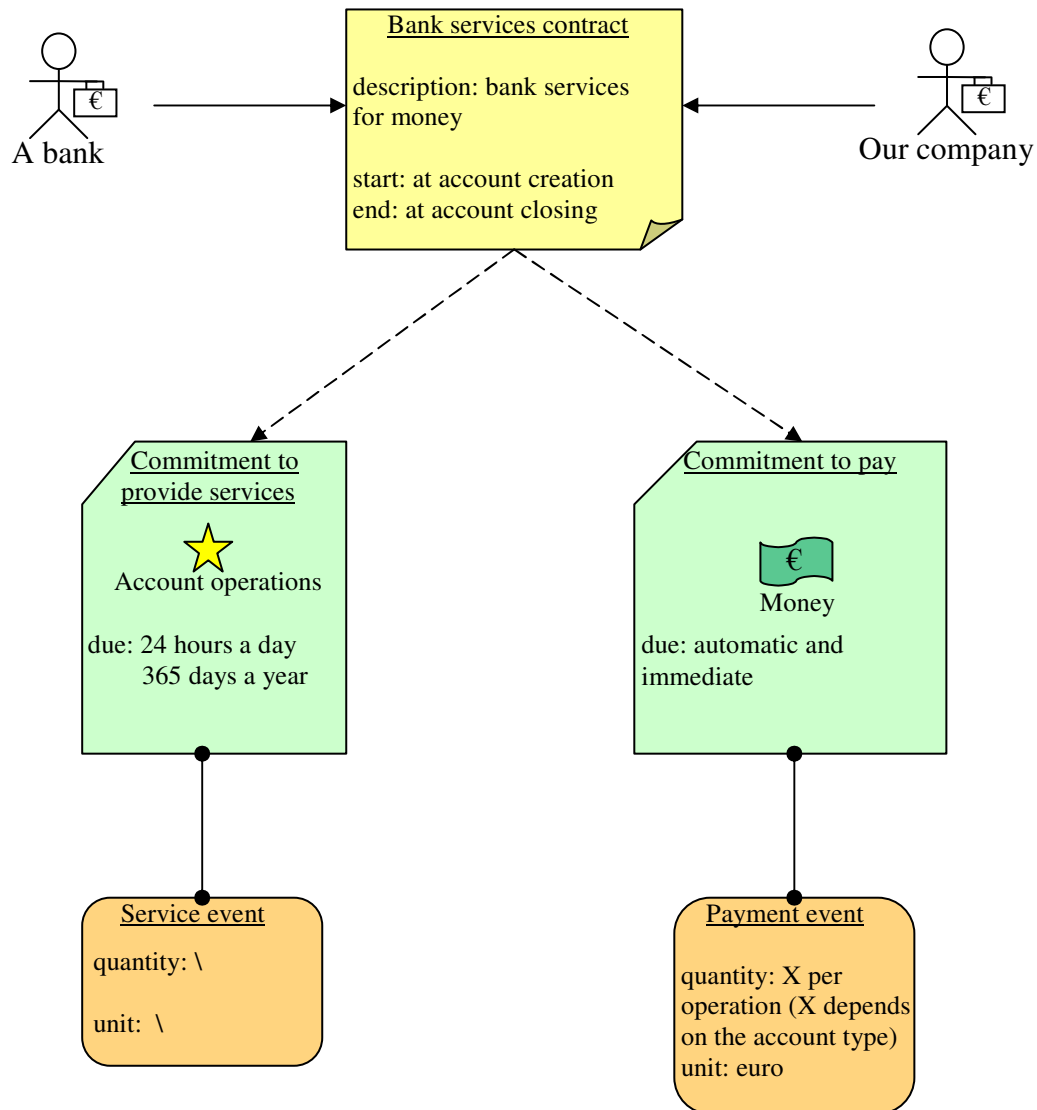 Bank services contract
€
€
description: bank services
for money
A bank
Our company
start: at account creation
end: at account closing
Commitment to
provide services
Account operations
due: 24 hours a day
365 days a year
Commitment to pay
€
Money
due: automatic and
immediate
Service event
quantity: \
unit: \
Payment event
quantity: X per
operation (X depends
on the account type)
unit: euro